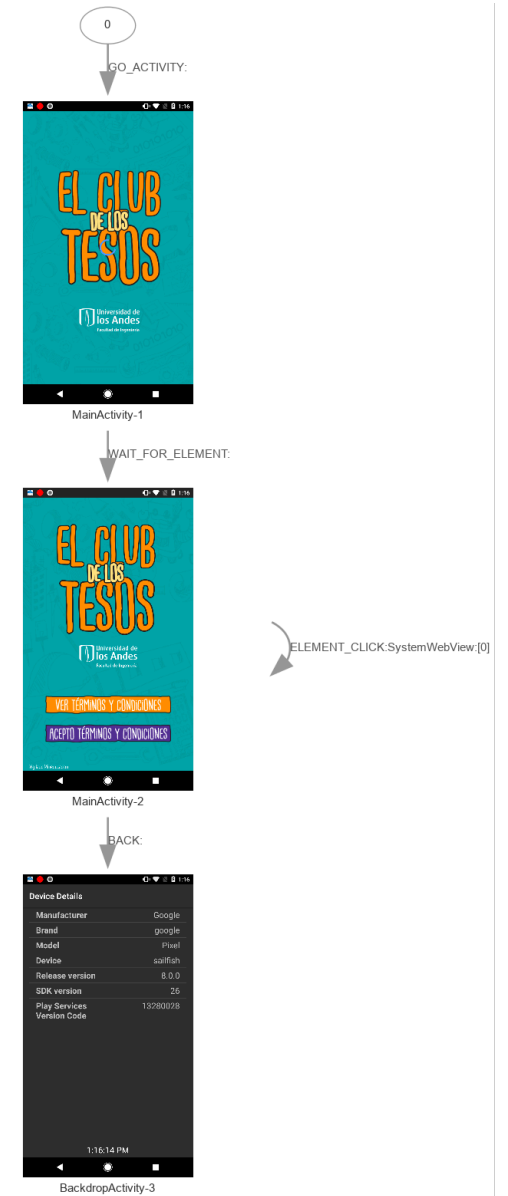 0
GO_ACTIVITY:
1:16
EL CLUB
DE LOS
TESOS
Universidad de
los Andes
Facultad de Ingeniería
MainActivity-1
WAIT_FOR_ELEMENT:
1:16
EL CLUB
DE LOS
TESOS
Universidad de
los Andes
Facultad de Ingeniería
ELEMENT_CLICK:SystemWebView:[0]
VER TÉRMINOS Y CONDICIONES
ACEPTO TÉRMINOS Y CONDICIONES
MainActivity-2
BACK:
1:16
Device Details
Manufacturer Google
Brand google
Model Pixel
Device sailfish
Release version 8.0.0
SDK version 26
Play Services 13280028
Version Code
1:16:14 PM
BackdropActivity-3